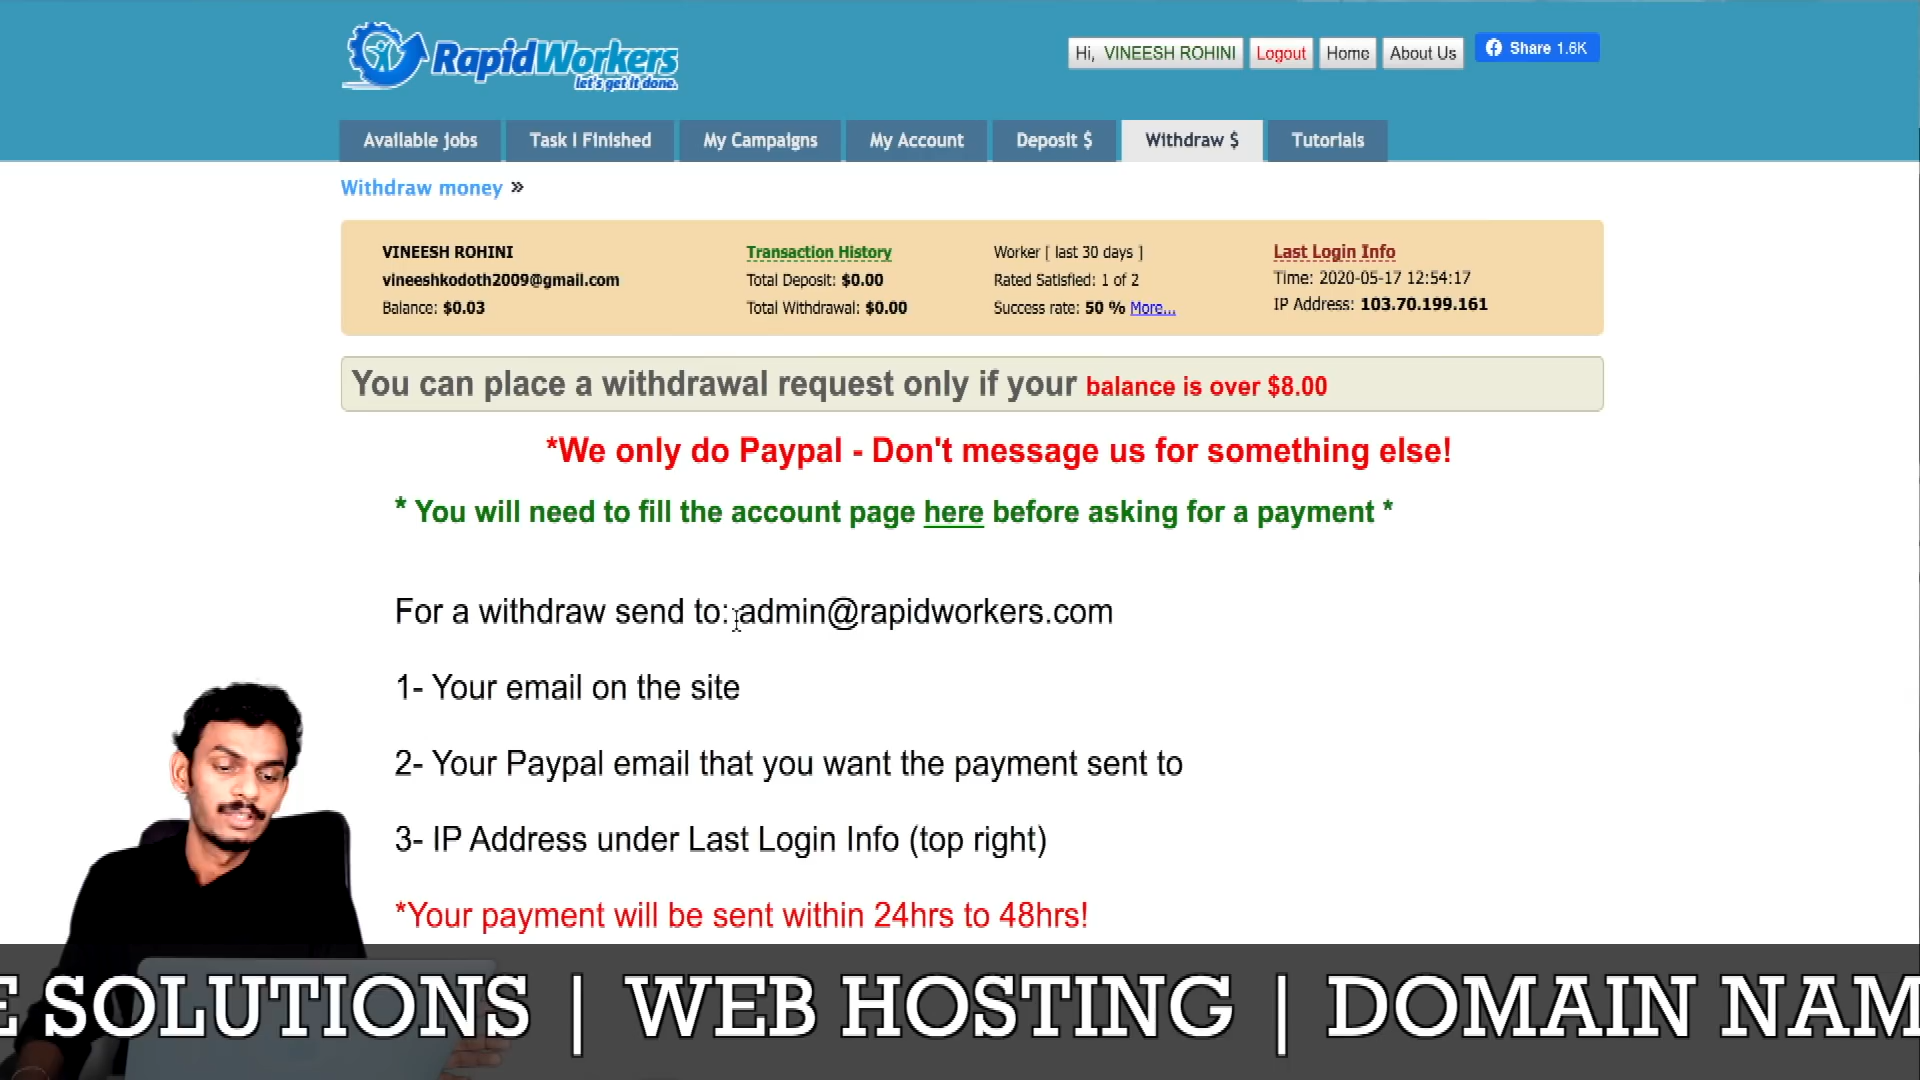 RapidWorkers
let's get it done.
Hi, VINEESH ROHINI
Logout
Home
About Us
Share 1.6K
Available jobs
Task I Finished
My Campaigns
My Account
Deposit $
Withdraw $
Tutorials
Withdraw money »
VINEESH ROHINI
vineeshkodoth2009@gmail.com
Balance: $0.03
Transaction History
Total Deposit: $0.00
Total Withdrawal: $0.00
Worker [ last 30 days ]
Rated Satisfied: 1 of 2
Success rate: 50 % More...
Last Login Info
Time: 2020-05-17 12:54:17
IP Address: 103.70.199.161
You can place a withdrawal request only if your balance is over $8.00
*We only do Paypal - Don't message us for something else!
* You will need to fill the account page here before asking for a payment *
For a withdraw send to: admin@rapidworkers.com
1- Your email on the site
2- Your Paypal email that you want the payment sent to
3- IP Address under Last Login Info (top right)
*Your payment will be sent within 24hrs to 48hrs!
E SOLUTIONS | WEB HOSTING | DOMAIN NAM